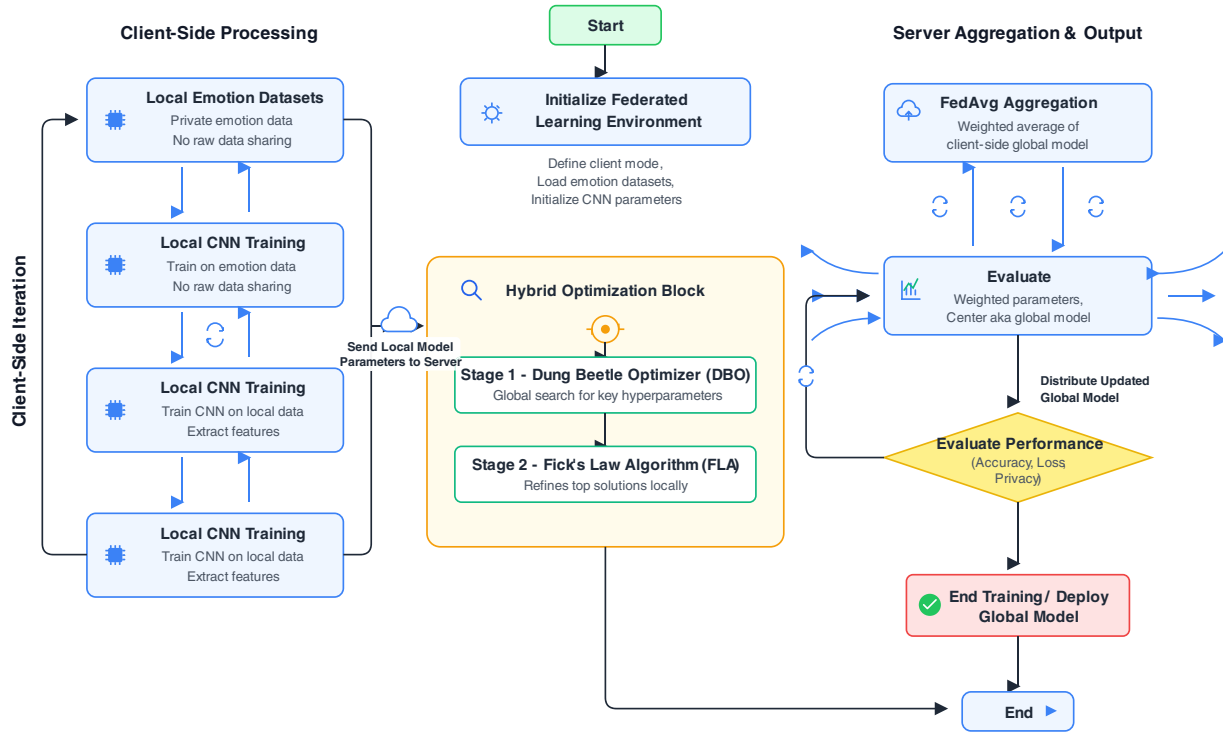 Client-Side Processing
Start
Server Aggregation & Output
Local Emotion Datasets
Private emotion data
No raw data sharing
Initialize Federated
Learning Environment
Define client mode,
Load emotion datasets,
Initialize CNN parameters
FedAvg Aggregation
Weighted average of
client-side global model
Client-Side Iteration
Local CNN Training
Train on emotion data
No raw data sharing
Local CNN Training
Train CNN on local data
Extract features
Local CNN Training
Train CNN on local data
Extract features
Send Local Model
Parameters to Server
Hybrid Optimization Block
Stage 1 - Dung Beetle Optimizer (DBO)
Global search for key hyperparameters
Stage 2 - Fick's Law Algorithm (FLA)
Refines top solutions locally
Evaluate
Weighted parameters,
Center aka global model
Distribute Updated
Global Model
Evaluate Performance
(Accuracy, Loss,
Privacy)
End Training/ Deploy
Global Model
End